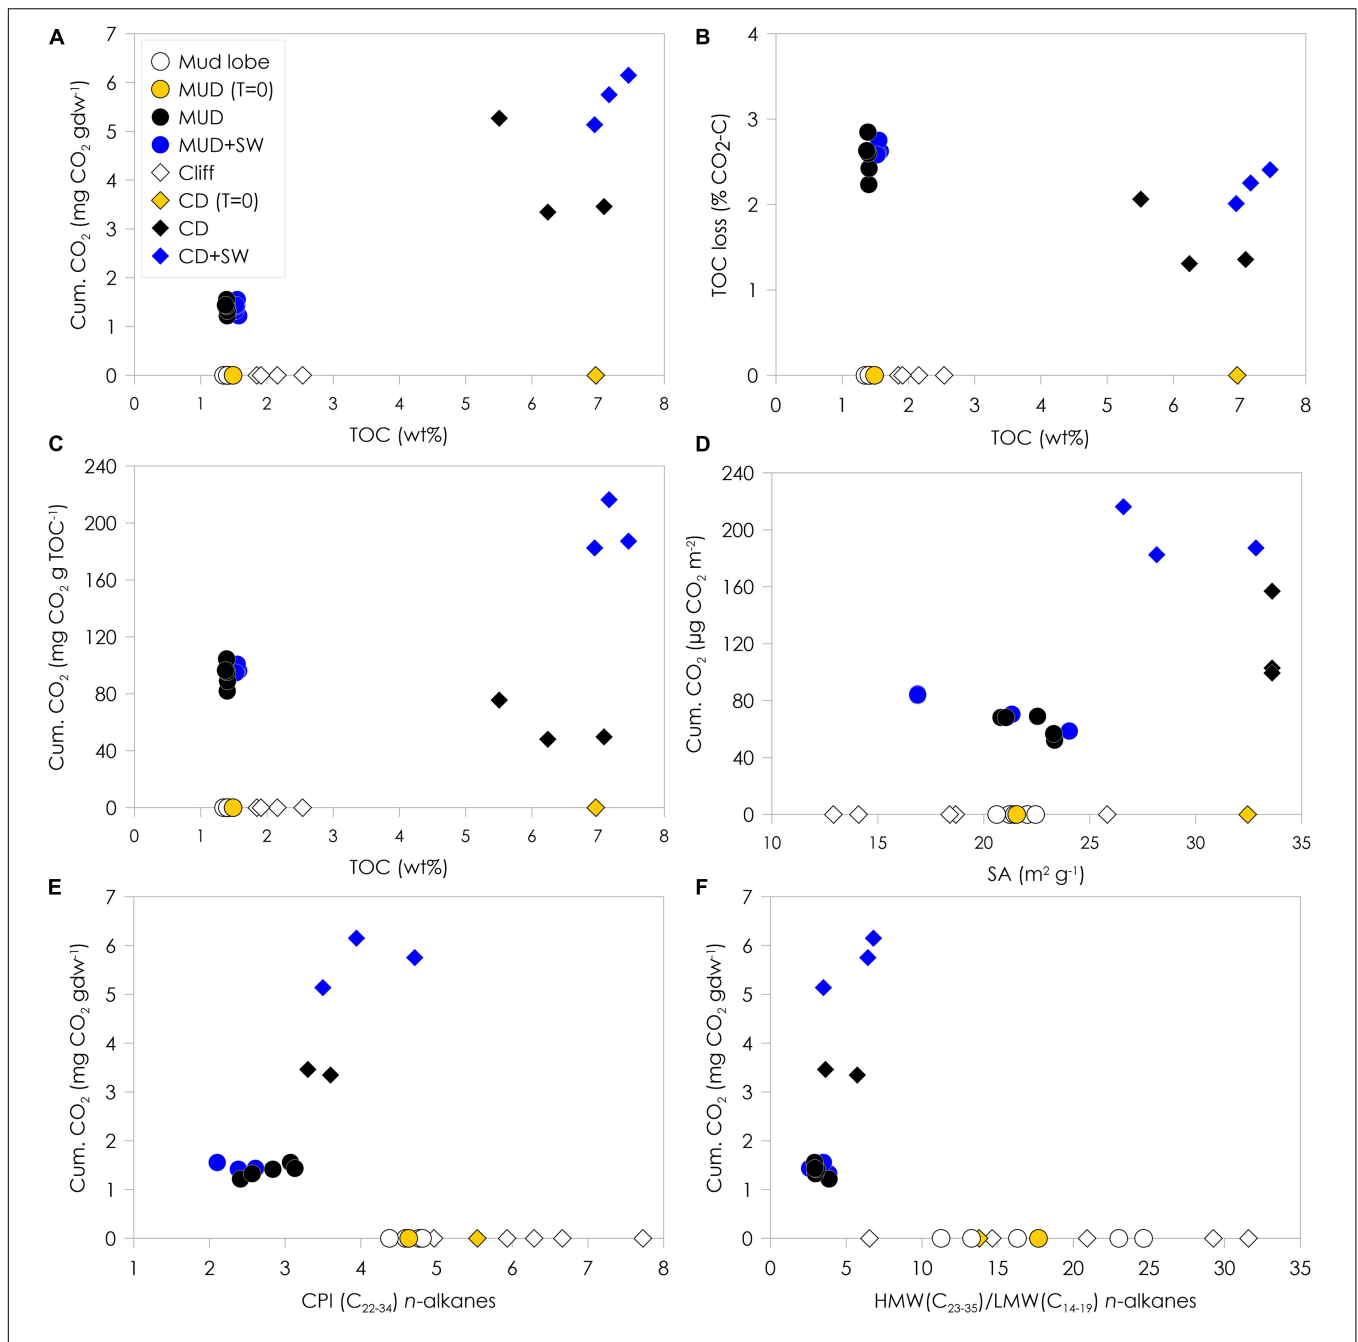 A
Cum. CO₂ (mg CO₂ gdw⁻¹)
7
6
5
4
3
2
1
0
Mud lobe
MUD (T=0)
MUD
MUD+SW
Cliff
CD (T=0)
CD
CD+SW
0 1 2 3 4 5 6 7 8
TOC (wt%)
B
TOC loss (% CO2-C)
4
3
2
1
0
0 1 2 3 4 5 6 7 8
TOC (wt%)
C
Cum. CO₂ (mg CO₂ g TOC⁻¹)
240
200
160
120
80
40
0
0 1 2 3 4 5 6 7 8
TOC (wt%)
D
Cum. CO₂ (µg CO₂ m⁻²)
240
200
160
120
80
40
0
10 15 20 25 30 35
SA (m² g⁻¹)
E
Cum. CO₂ (mg CO₂ gdw⁻¹)
7
6
5
4
3
2
1
0
1 2 3 4 5 6 7 8
CPI (C₂₂₋₃₄) n-alkanes
F
Cum. CO₂ (mg CO₂ gdw⁻¹)
7
6
5
4
3
2
1
0
0 5 10 15 20 25 30 35
HMW(C₂₃₋₃₅)/LMW(C₁₄₋₁₉) n-alkanes